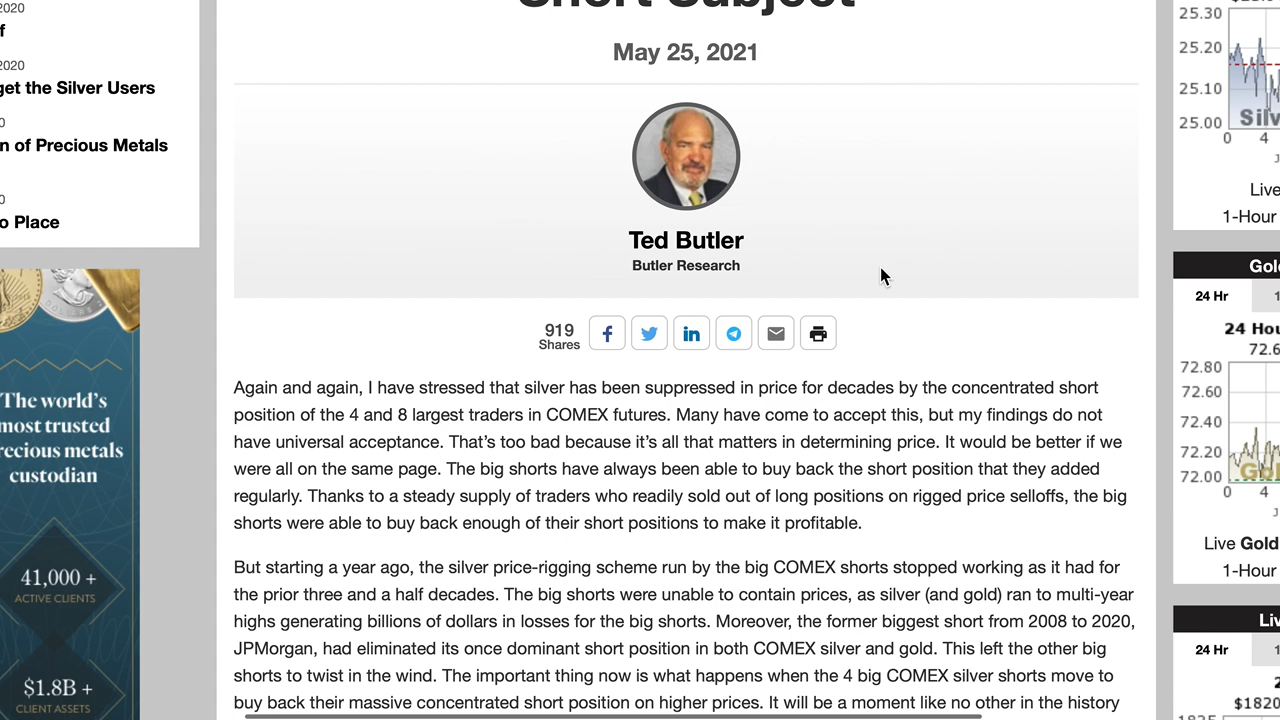 2020
f
2020
get the Silver Users
0
n of Precious Metals
0
o Place
The world's
most trusted
recious metals
custodian
41,000 +
ACTIVE CLIENTS
$1.8B +
CLIENT ASSETS
Short Subject
May 25, 2021
Ted Butler
Butler Research
919
Shares
Again and again, I have stressed that silver has been suppressed in price for decades by the concentrated short
position of the 4 and 8 largest traders in COMEX futures. Many have come to accept this, but my findings do not
have universal acceptance. That's too bad because it's all that matters in determining price. It would be better if we
were all on the same page. The big shorts have always been able to buy back the short position that they added
regularly. Thanks to a steady supply of traders who readily sold out of long positions on rigged price selloffs, the big
shorts were able to buy back enough of their short positions to make it profitable.
But starting a year ago, the silver price-rigging scheme run by the big COMEX shorts stopped working as it had for
the prior three and a half decades. The big shorts were unable to contain prices, as silver (and gold) ran to multi-year
highs generating billions of dollars in losses for the big shorts. Moreover, the former biggest short from 2008 to 2020,
JPMorgan, had eliminated its once dominant short position in both COMEX silver and gold. This left the other big
shorts to twist in the wind. The important thing now is what happens when the 4 big COMEX silver shorts move to
buy back their massive concentrated short position on higher prices. It will be a moment like no other in the history
25.30
25.20
25.10
25.00
Silv
0 4
J
Live
1-Hour
Gol
24 Hr 1
24 Hou
72.6
72.80
72.60
72.40
72.20
72.00
Gol
0 4
J
Live Gold
1-Hour
Liv
24 Hr 1
2
$1820
1825